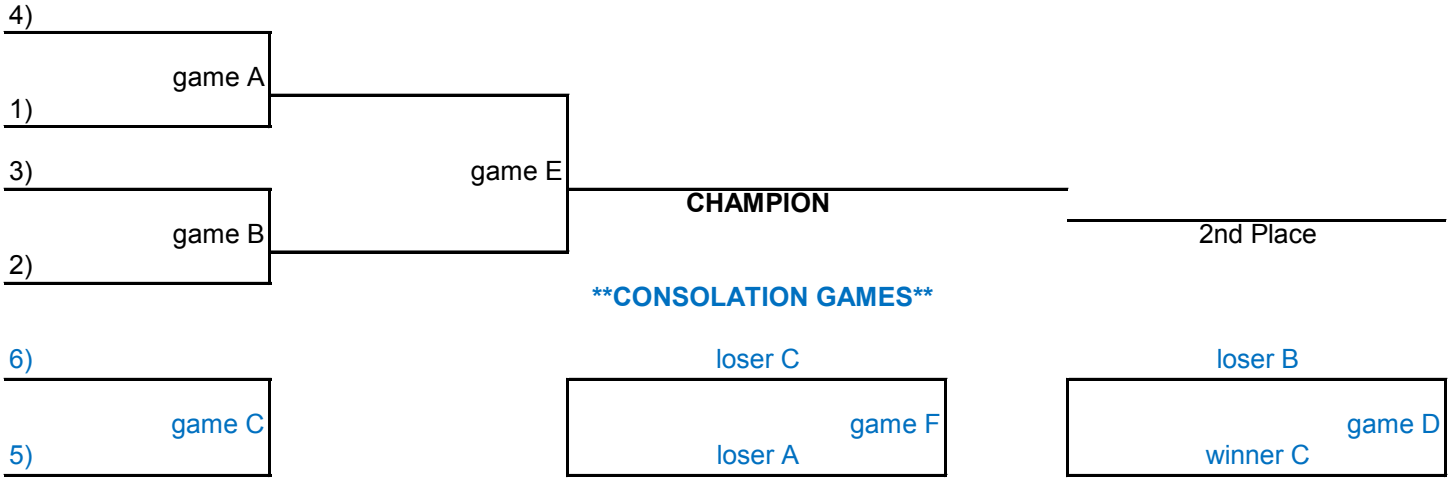 4)
game A
1)
3)
game E
CHAMPION
game B
2nd Place
2)
**CONSOLATION GAMES**
6)
loser C
loser B
game C
game F
game D
5)
loser A
winner C